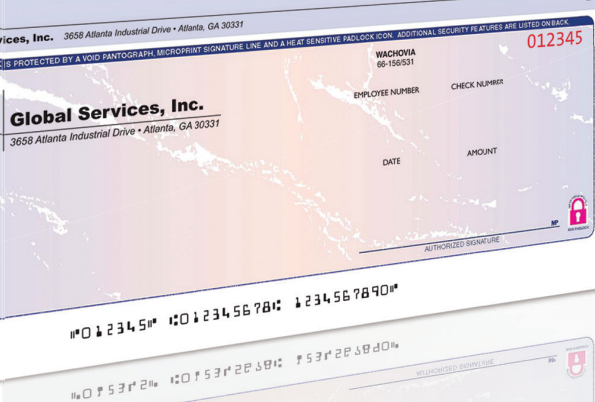 ices, Inc. 3658 Atlanta Industrial Drive • Atlanta, GA 30331
IS PROTECTED BY A VOID PANTOGRAPH, MICROPRINT SIGNATURE LINE AND A HEAT SENSITIVE PADLOCK ICON. ADDITIONAL SECURITY FEATURES ARE LISTED ON BACK.
012345
WACHOVIA
66-156/531
EMPLOYEE NUMBER CHECK NUMBER
Global Services, Inc.
3658 Atlanta Industrial Drive • Atlanta, GA 30331
DATE AMOUNT
MP
AUTHORIZED SIGNATURE
⑈012345⑈ ⑆012345678⑆ 1234567890⑈